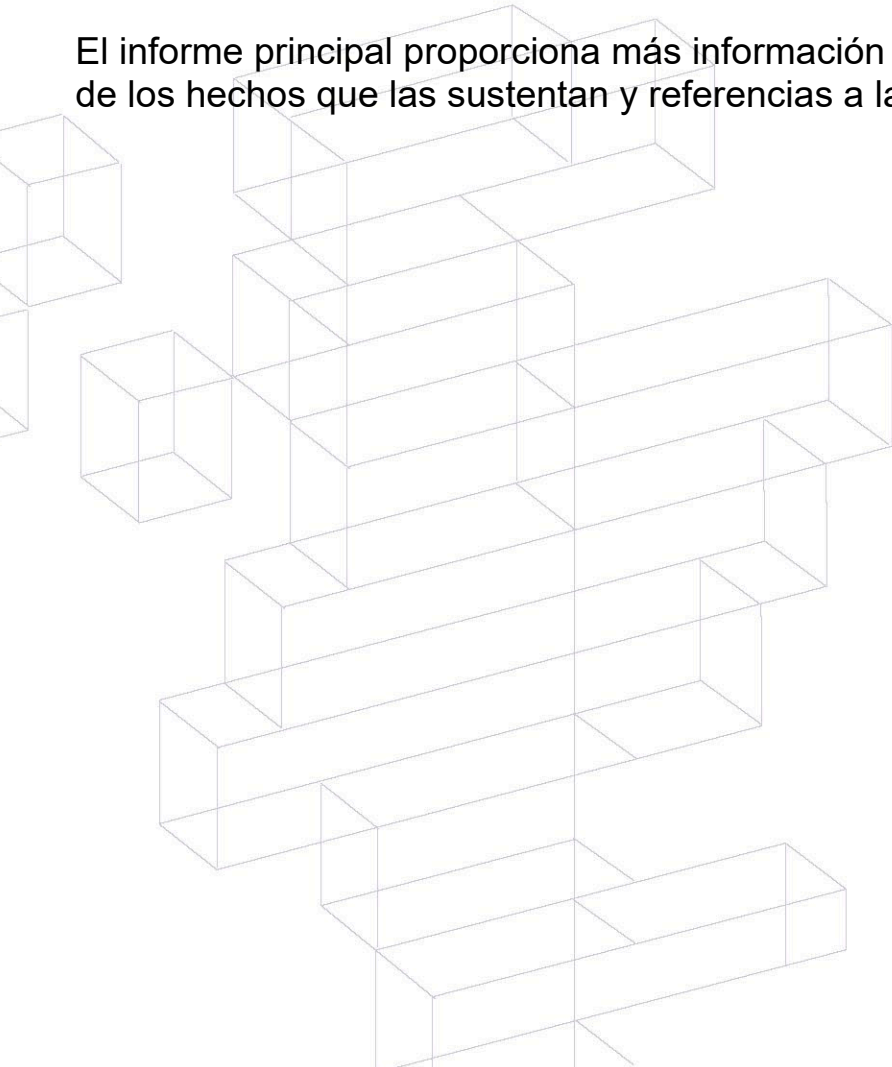 El informe principal proporciona más información
de los hechos que las sustentan y referencias a la